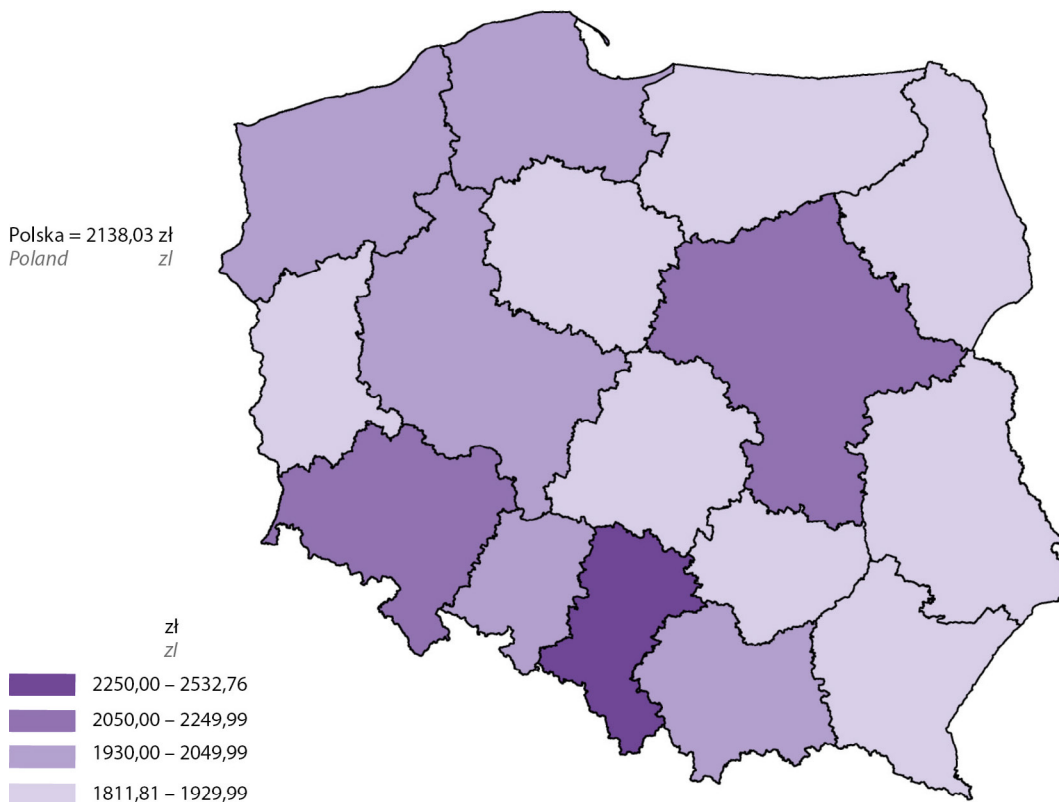 Polska = 2138,03 zł
Poland zl
zł
zl
2250,00 – 2532,76
2050,00 – 2249,99
1930,00 – 2049,99
1811,81 – 1929,99